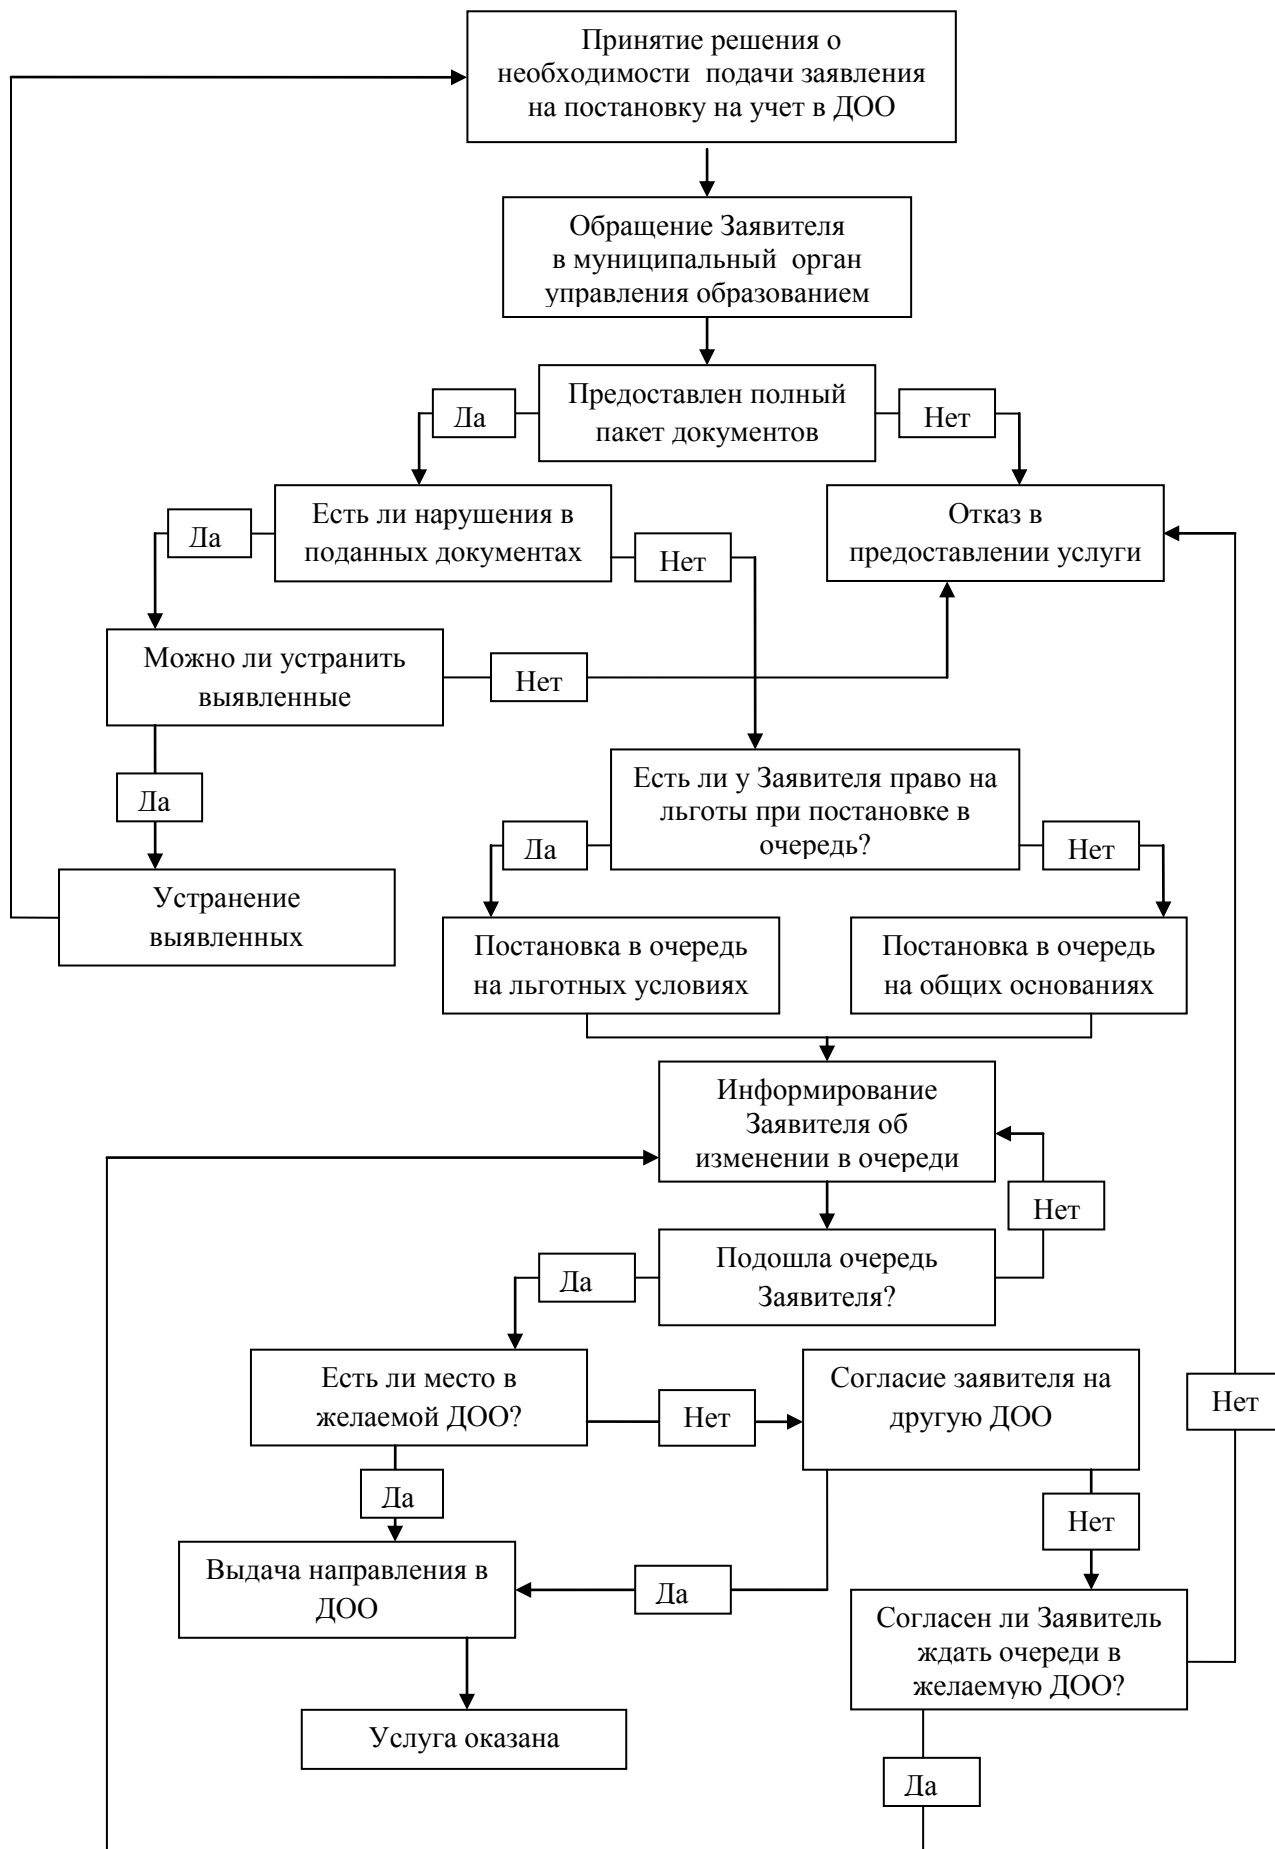 Принятие решения о
необходимости подачи заявления
на постановку на учет в ДОО
Обращение Заявителя
в муниципальный орган
управления образованием
Предоставлен полный
пакет документов
Да
Нет
Есть ли нарушения в
поданных документах
Отказ в
предоставлении услуги
Да
Нет
Можно ли устранить
выявленные
Нет
Да
Есть ли у Заявителя право на
льготы при постановке в
очередь?
Да
Нет
Устранение
выявленных
Постановка в очередь
на льготных условиях
Постановка в очередь
на общих основаниях
Информирование
Заявителя об
изменении в очереди
Нет
Подошла очередь
Заявителя?
Да
Есть ли место в
желаемой ДОО?
Нет
Согласие заявителя на
другую ДОО
Нет
Да
Нет
Выдача направления в
ДОО
Да
Согласен ли Заявитель
ждать очереди в
желаемую ДОО?
Услуга оказана
Да